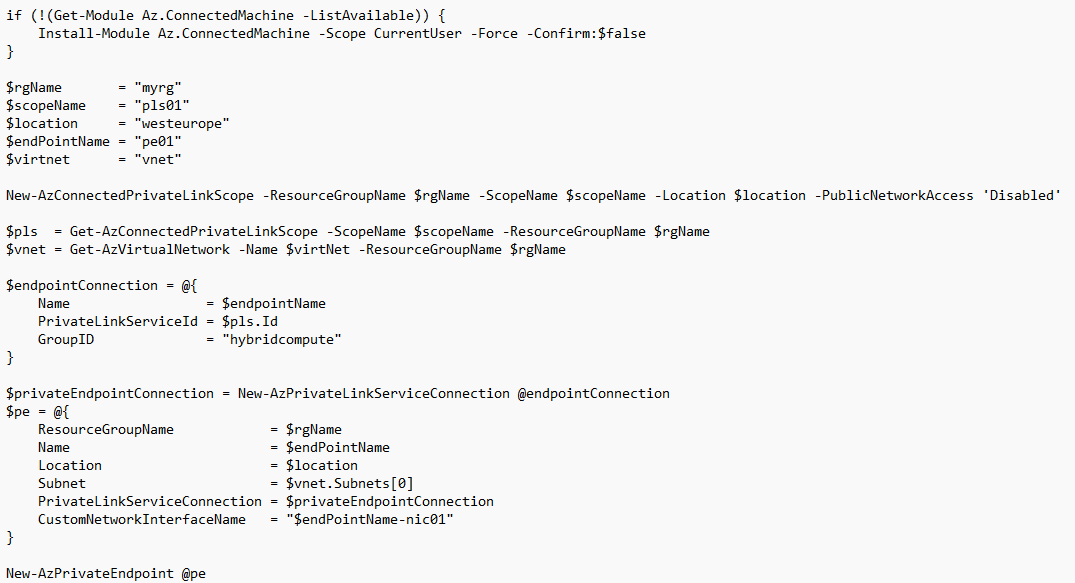 if (!(Get-Module Az.ConnectedMachine -ListAvailable)) {
    Install-Module Az.ConnectedMachine -Scope CurrentUser -Force -Confirm:$false
}

$rgName       = "myrg"
$scopeName    = "pls01"
$location     = "westeurope"
$endPointName = "pe01"
$virtnet      = "vnet"

New-AzConnectedPrivateLinkScope -ResourceGroupName $rgName -ScopeName $scopeName -Location $location -PublicNetworkAccess 'Disabled'

$pls  = Get-AzConnectedPrivateLinkScope -ScopeName $scopeName -ResourceGroupName $rgName
$vnet = Get-AzVirtualNetwork -Name $virtNet -ResourceGroupName $rgName

$endpointConnection = @{
    Name                 = $endpointName
    PrivateLinkServiceId = $pls.Id
    GroupID              = "hybridcompute"
}

$privateEndpointConnection = New-AzPrivateLinkServiceConnection @endpointConnection
$pe = @{
    ResourceGroupName            = $rgName
    Name                         = $endPointName
    Location                     = $location
    Subnet                       = $vnet.Subnets[0]
    PrivateLinkServiceConnection = $privateEndpointConnection
    CustomNetworkInterfaceName   = "$endPointName-nic01"
}

New-AzPrivateEndpoint @pe